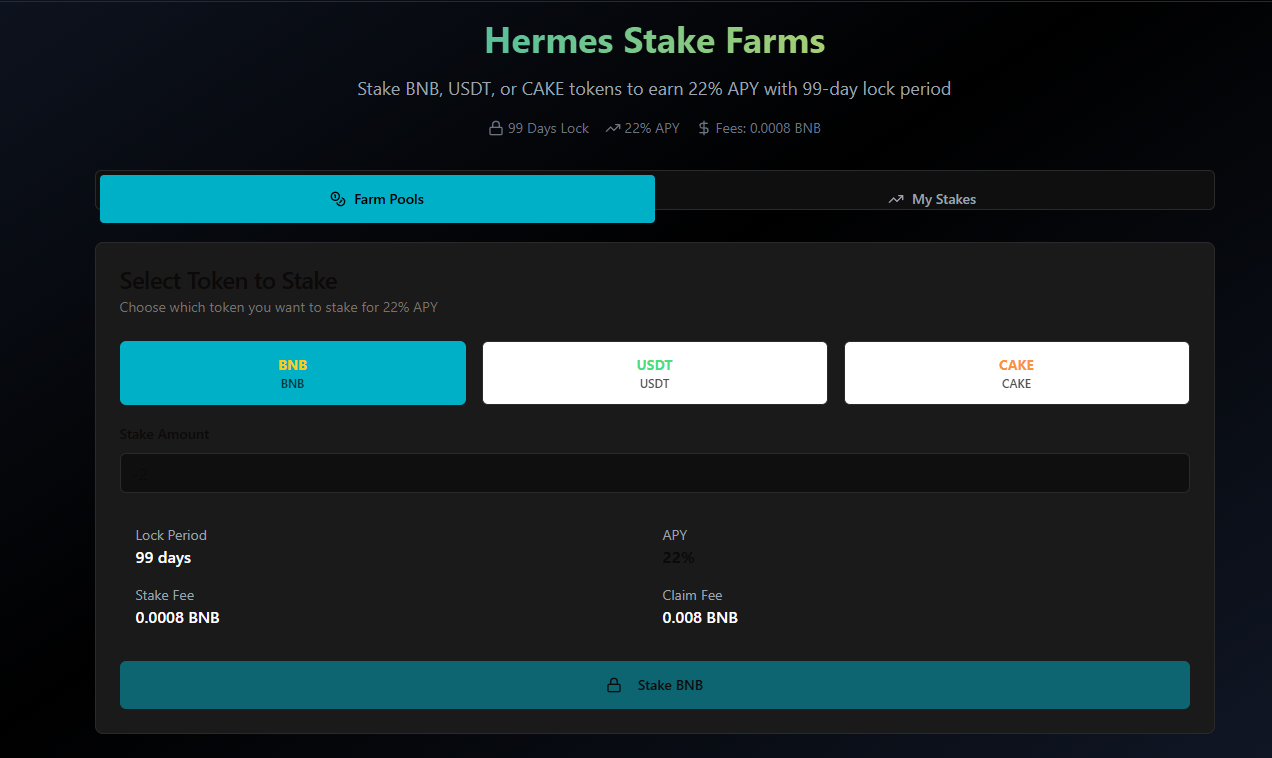 Hermes Stake Farms
Stake BNB, USDT, or CAKE tokens to earn 22% APY with 99-day lock period
99 Days Lock 22% APY Fees: 0.0008 BNB
Farm Pools My Stakes
Select Token to Stake
Choose which token you want to stake for 22% APY
BNB USDT CAKE
BNB USDT CAKE
Stake Amount
Lock Period APY
99 days 22%
Stake Fee Claim Fee
0.0008 BNB 0.008 BNB
Stake BNB